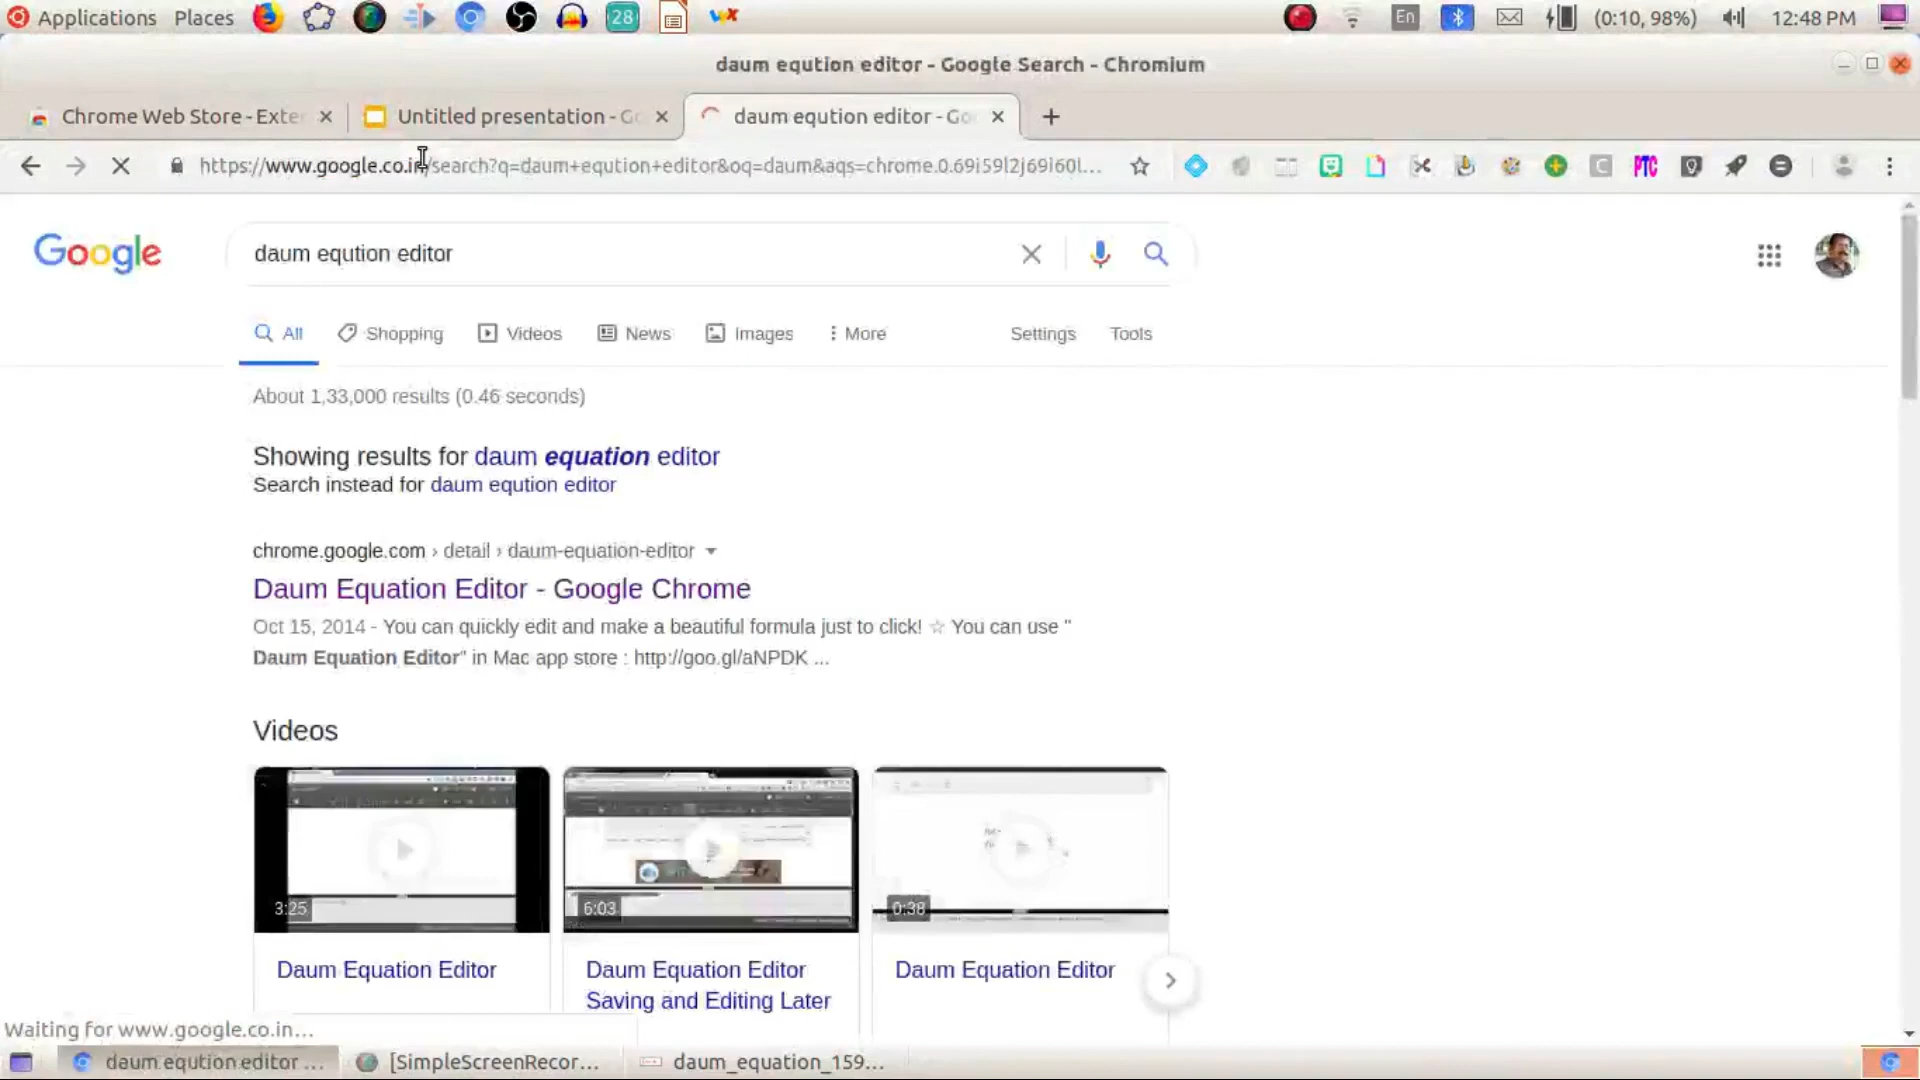 Applications Places 28 En (0:10, 98%) 12:48 PM
daum eqution editor - Google Search - Chromium
Chrome Web Store - Exte Untitled presentation - Go daum eqution editor - Go
https://www.google.co.in/search?q=daum+eqution+editor&oq=daum&aqs=chrome.0.69i59l2j69i60l... PTC
Google daum eqution editor
All Shopping Videos News Images More Settings Tools
About 1,33,000 results (0.46 seconds)
Showing results for daum equation editor
Search instead for daum eqution editor
chrome.google.com › detail › daum-equation-editor
Daum Equation Editor - Google Chrome
Oct 15, 2014 - You can quickly edit and make a beautiful formula just to click! ☆ You can use "
Daum Equation Editor" in Mac app store : http://goo.gl/aNPDK ...
Videos
3:25 6:03 0:38
Daum Equation Editor
Daum Equation Editor
Saving and Editing Later
Daum Equation Editor
Waiting for www.google.co.in...
daum eqution editor ... [SimpleScreenRecor... daum_equation_159...